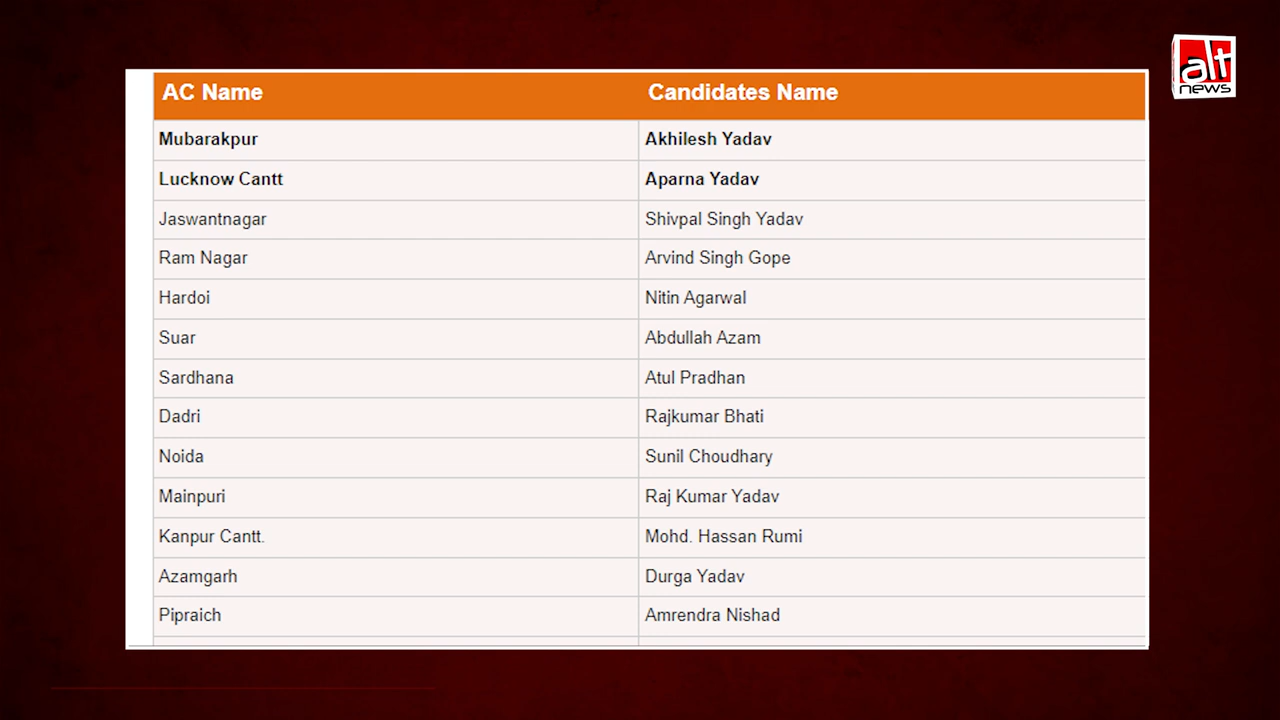 alt
news
AC Name Candidates Name
Mubarakpur Akhilesh Yadav
Lucknow Cantt Aparna Yadav
Jaswantnagar Shivpal Singh Yadav
Ram Nagar Arvind Singh Gope
Hardoi Nitin Agarwal
Suar Abdullah Azam
Sardhana Atul Pradhan
Dadri Rajkumar Bhati
Noida Sunil Choudhary
Mainpuri Raj Kumar Yadav
Kanpur Cantt. Mohd. Hassan Rumi
Azamgarh Durga Yadav
Pipraich Amrendra Nishad